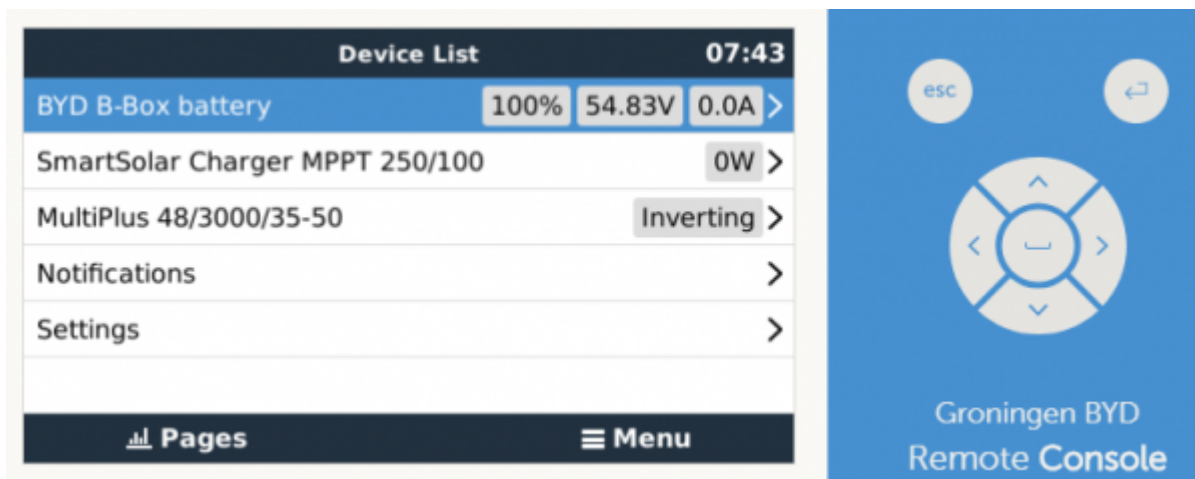 Device List 07:43
BYD B-Box battery 100% 54.83V 0.0A
SmartSolar Charger MPPT 250/100 0W
MultiPlus 48/3000/35-50 Inverting
Notifications
Settings
Pages Menu
esc
Groningen BYD
Remote Console